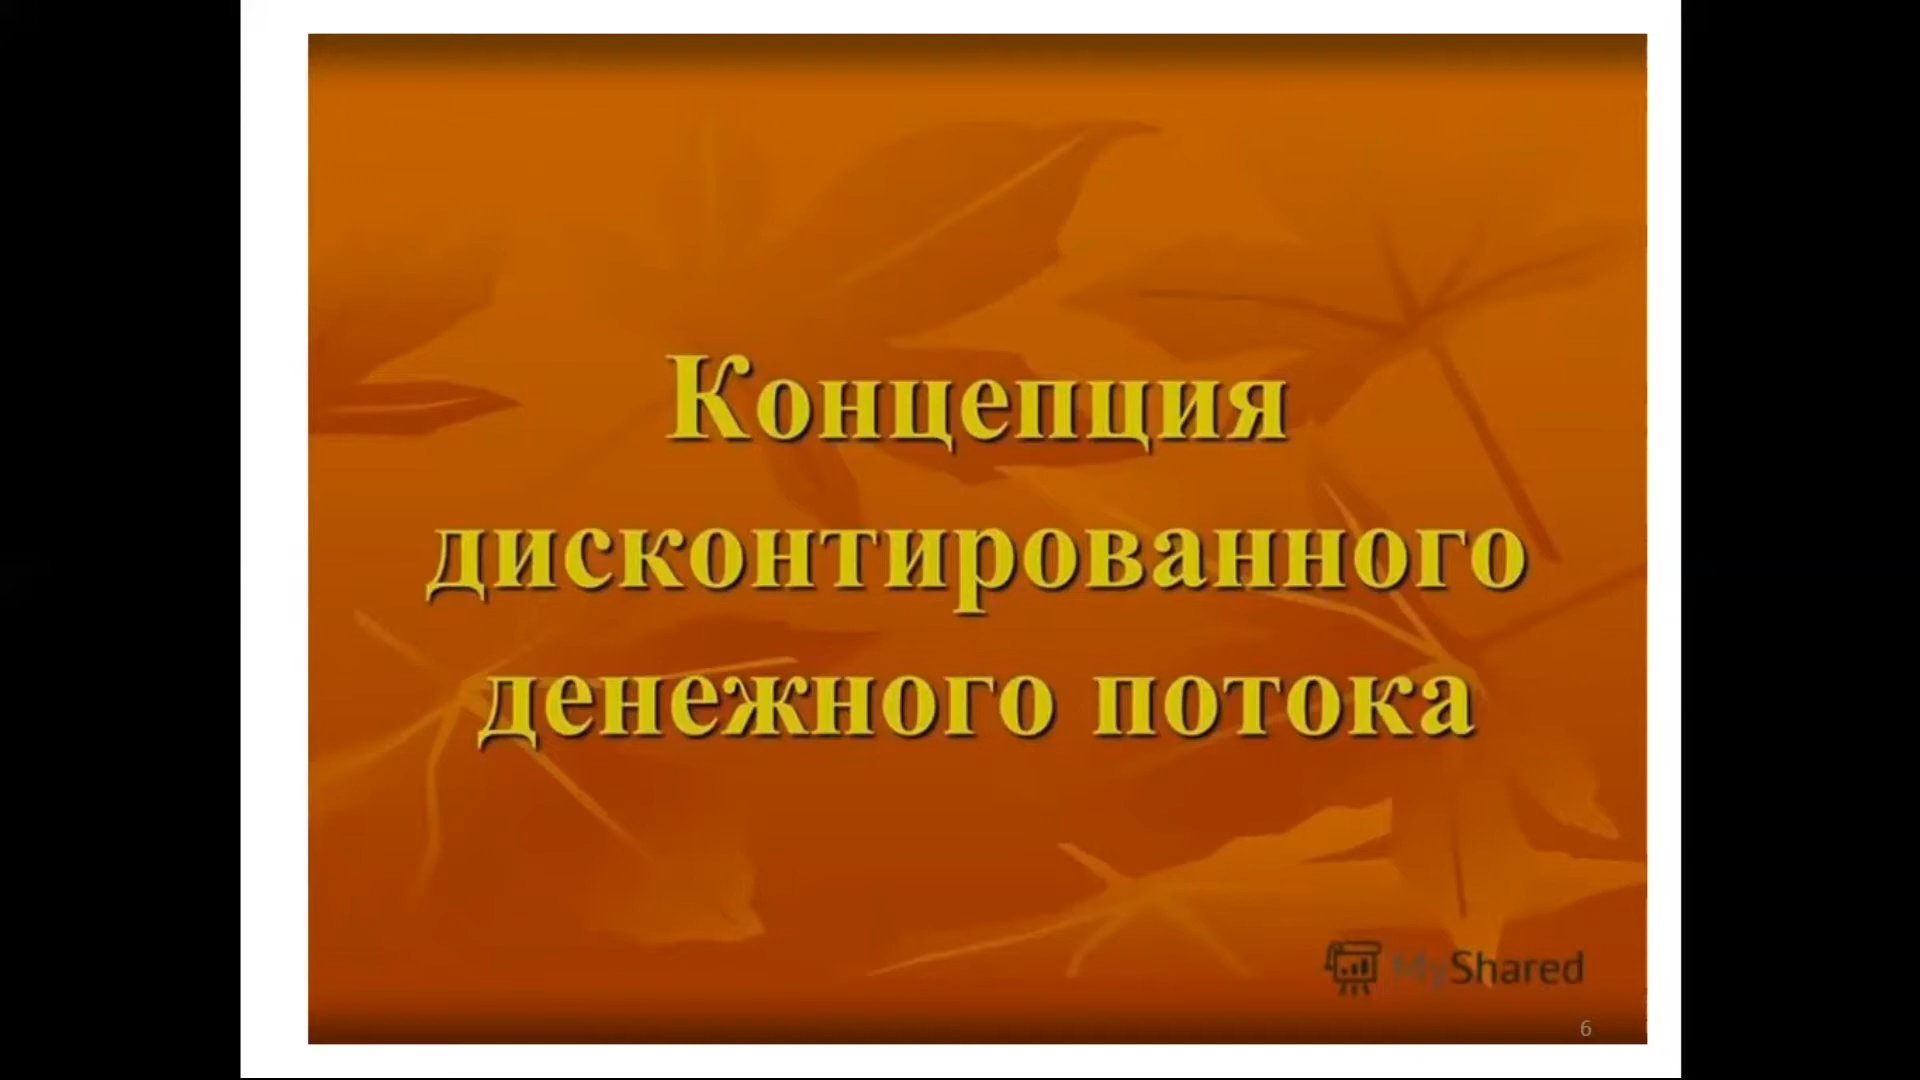 Концепция
дисконтированного
денежного потока
MyShared
6